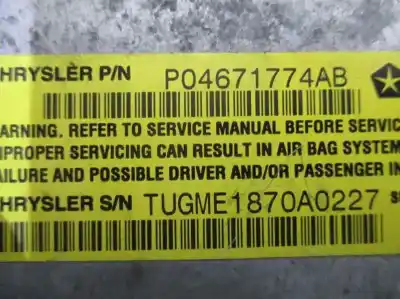 HRYSLER P/N P04671774AB
ARNING. REFER TO SERVICE MANUAL BEFORE SERVIC
MPROPER SERVICING CAN RESULT IN AIR BAG SYSTEM
AILURE AND POSSIBLE DRIVER AND/OR PASSENGER IN
HRYSLER S/N TUGME1870A0227 S